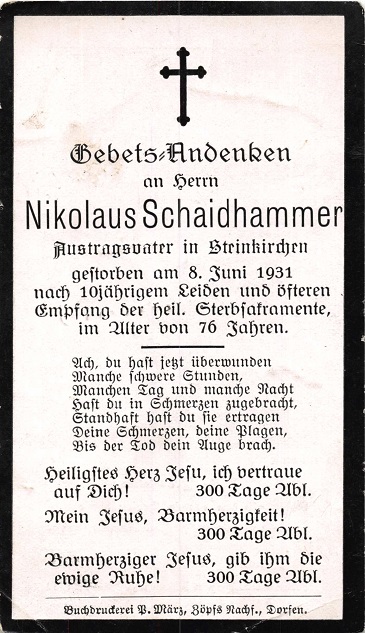 Gebets-Andenken
an Herrn
Nikolaus Schaidhammer
Austragsvater in Steinkirchen
gestorben am 8. Juni 1931
nach 10jährigem Leiden und öfteren
Empfang der heil. Sterbsakramente,
im Alter von 76 Jahren.
Ach, du hast jetzt überwunden
Manche schwere Stunden,
Manchen Tag und manche Nacht
Hast du in Schmerzen zugebracht,
Standhaft hast du sie ertragen
Deine Schmerzen, deine Plagen,
Bis der Tod dein Auge brach.
Heiligstes Herz Jesu, ich vertraue
auf Dich! 300 Tage Abl.
Mein Jesus, Barmherzigkeit!
300 Tage Abl.
Barmherziger Jesus, gib ihm die
ewige Ruhe! 300 Tage Abl.
Buchdruckerei P. März, Zöpfs Nachf., Dorfen.